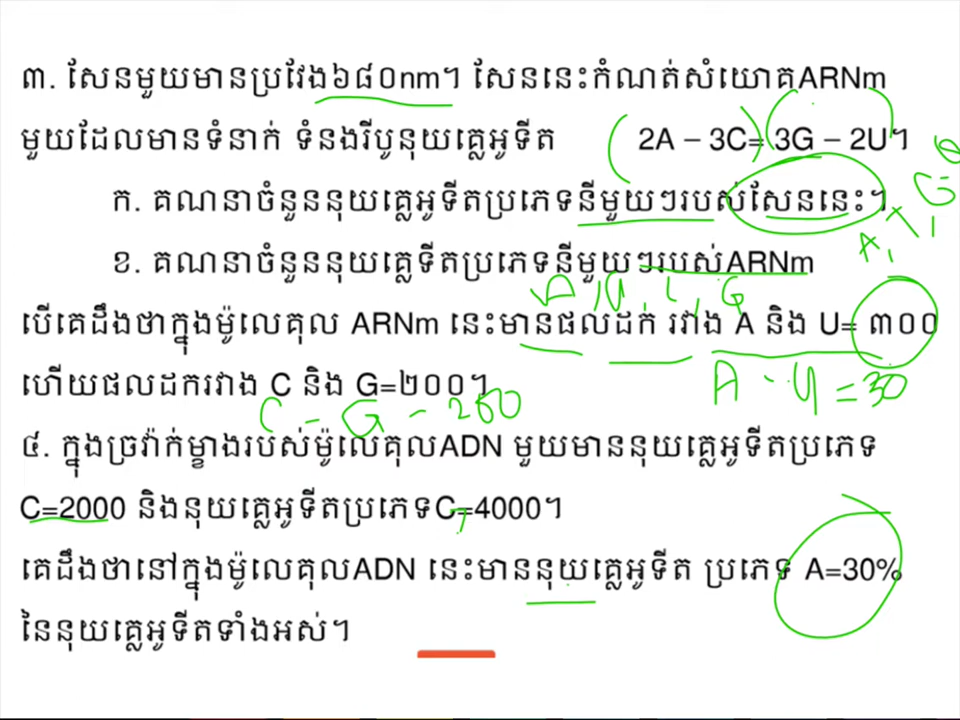 ៣. សែនមួយមានប្រវែង៦៨០nm។ សែននេះកំណត់សំយោគARNm
មួយដែលមានទំនាក់ ទំនងរីបូនុយគ្លេអូទីត (2A – 3C=) 3G – 2U។
ក. គណនាចំនួននុយគ្លេអូទីតប្រភេទនីមួយៗរបស់សែននេះ។ A, T, G
ខ. គណនាចំនួននុយគ្លេទីតប្រភេទនីមួយៗរបស់ARNm
A, U, C, G
បើគេដឹងថាក្នុងម៉ូលេគុល ARNm នេះមានផលដក់ រវាង A និង U= ៣០០
ហើយផលដករវាង C និង G=២០០។ A - U = 30
C - G - 200
៤. ក្នុងច្រវ៉ាក់ម្ខាងរបស់ម៉ូលេគុលADN មួយមាននុយគ្លេអូទីតប្រភេទ
C=2000 និងនុយគ្លេអូទីតប្រភេទC=4000។
គេដឹងថានៅក្នុងម៉ូលេគុលADN នេះមាននុយគ្លេអូទីត ប្រភេទ A=30%
នៃនុយគ្លេអូទីតទាំងអស់។